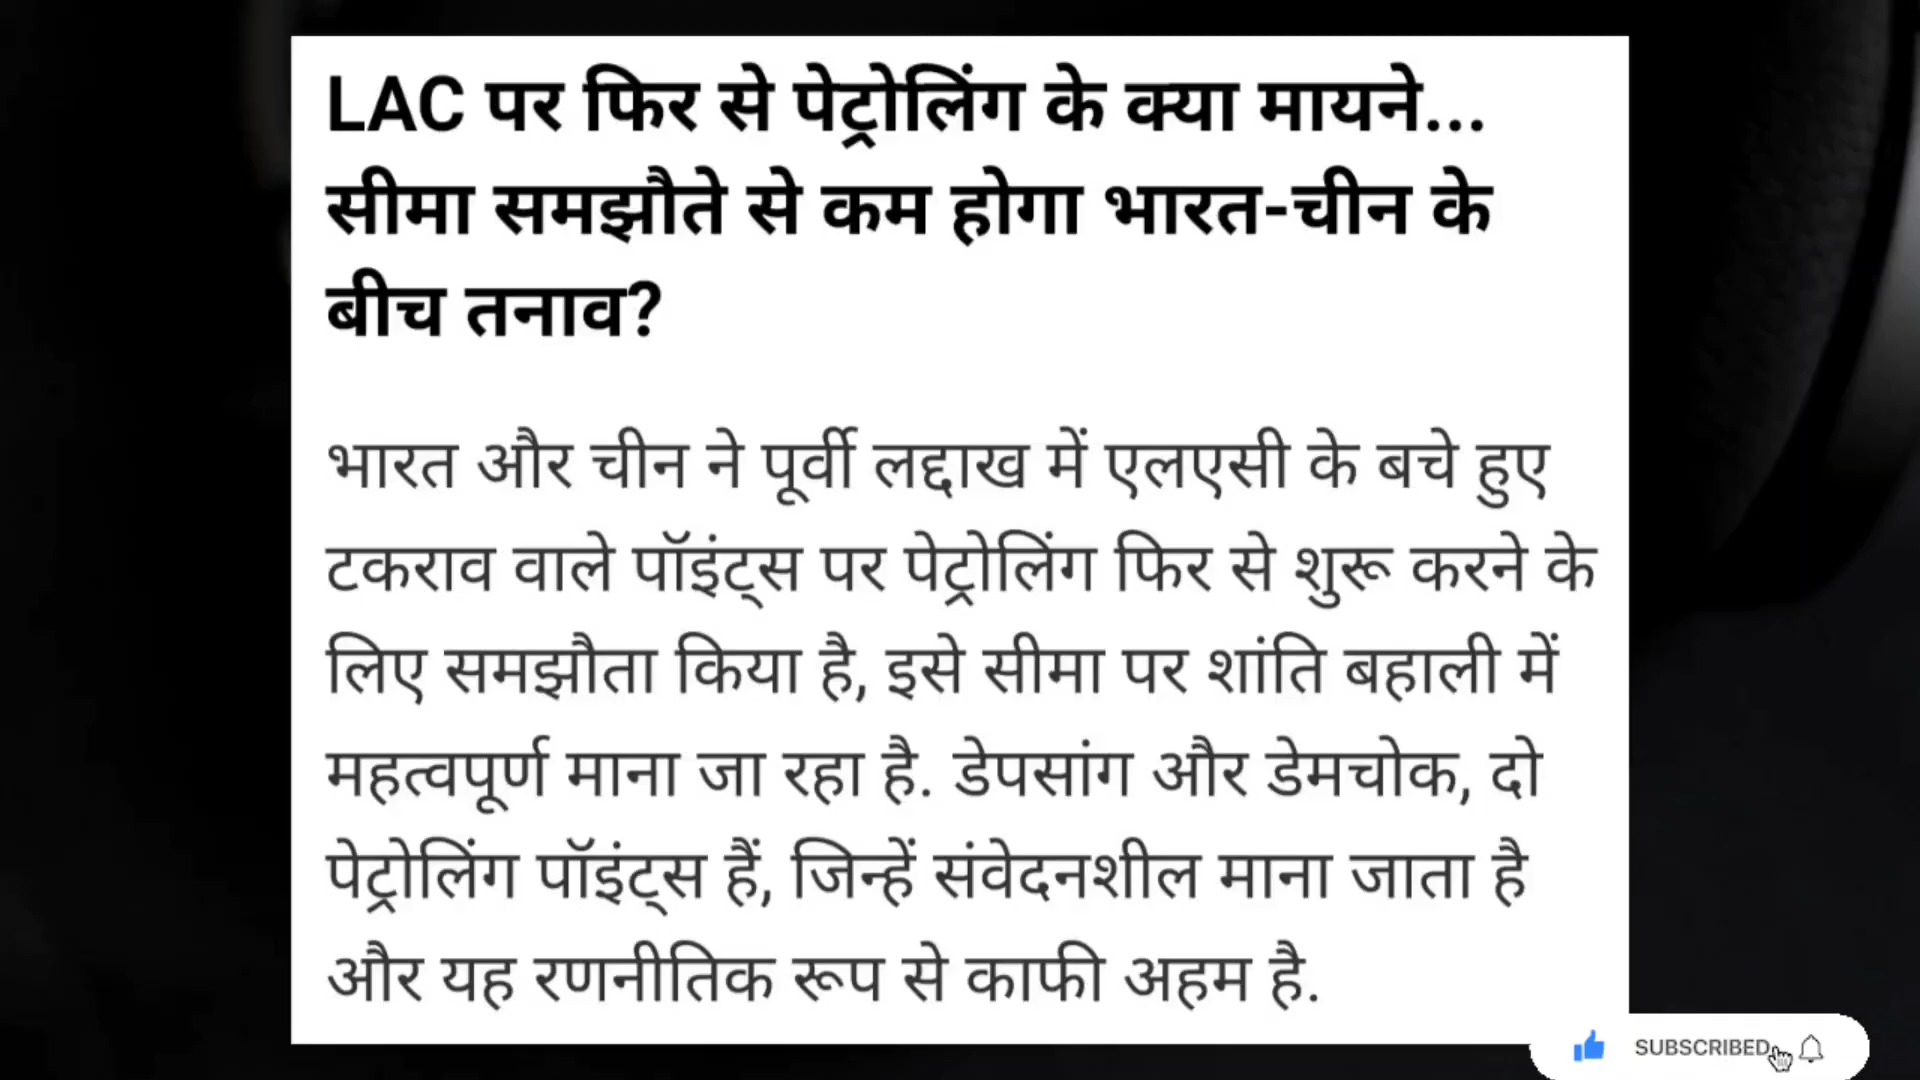 LAC पर फिर से पेट्रोलिंग के क्या मायने...
सीमा समझौते से कम होगा भारत-चीन के
बीच तनाव?
भारत और चीन ने पूर्वी लद्दाख में एलएसी के बचे हुए
टकराव वाले पॉइंट्स पर पेट्रोलिंग फिर से शुरू करने के
लिए समझौता किया है, इसे सीमा पर शांति बहाली में
महत्वपूर्ण माना जा रहा है. डेपसांग और डेमचोक, दो
पेट्रोलिंग पॉइंट्स हैं, जिन्हें संवेदनशील माना जाता है
और यह रणनीतिक रूप से काफी अहम है.
SUBSCRIBED